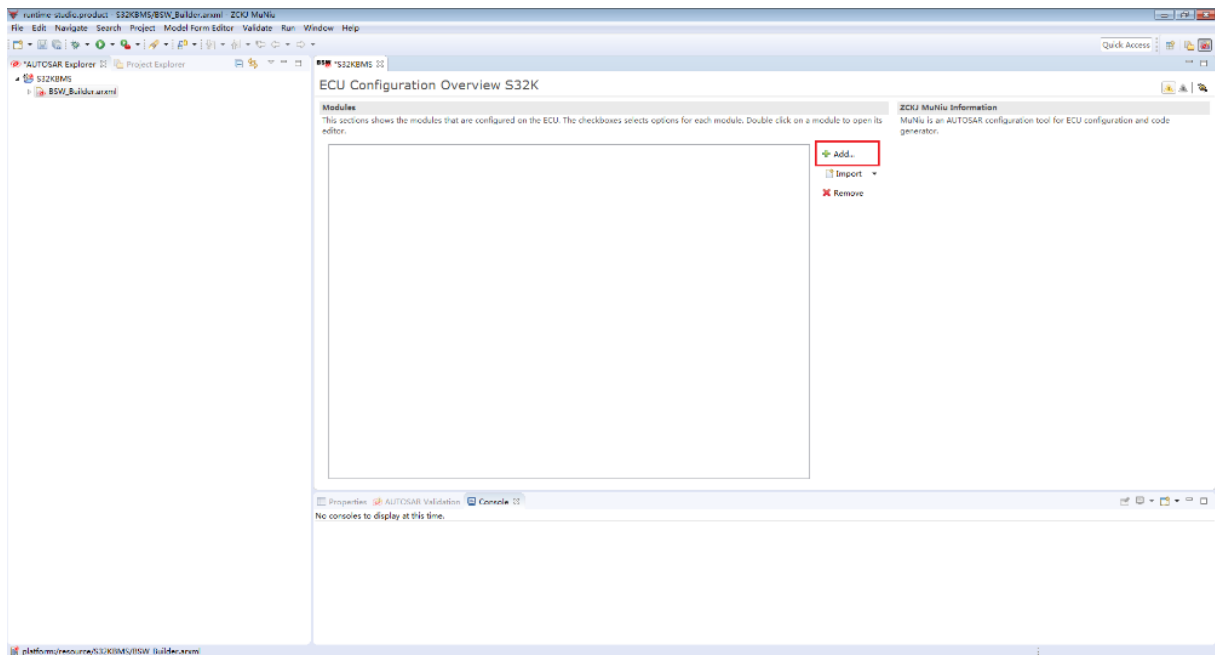 runtime-studio.product S32KBMS/BSW_Builder.arxml ZCKJ MuNiu
File Edit Navigate Search Project Model Form Editor Validate Run Window Help
Quick Access
*AUTOSAR Explorer Project Explorer
S32KBMS
BSW_Builder.arxml
BSW *S32KBMS
ECU Configuration Overview S32K
Modules
This sections shows the modules that are configured on the ECU. The checkboxes selects options for each module. Double click on a module to open its
editor.
Add...
Import
Remove
ZCKJ MuNiu Information
MuNiu is an AUTOSAR configuration tool for ECU configuration and code
generator.
Properties AUTOSAR Validation Console
No consoles to display at this time.
platform:/resource/S32KBMS/BSW_Builder.arxml